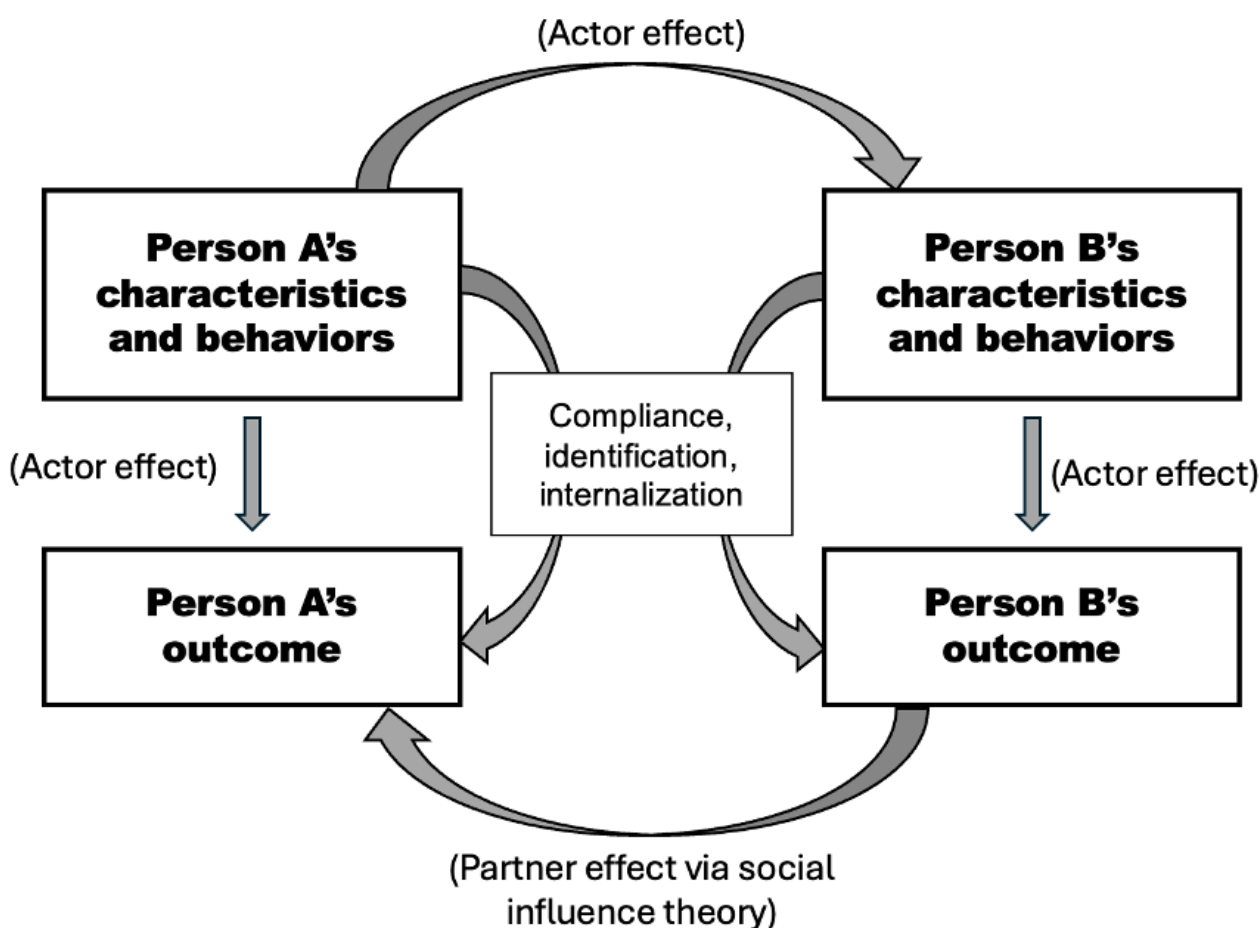 (Actor effect)
Person A’s
characteristics
and behaviors
Person B’s
characteristics
and behaviors
Compliance,
identification,
internalization
(Actor effect)
(Actor effect)
Person A’s
outcome
Person B’s
outcome
(Partner effect via social
influence theory)